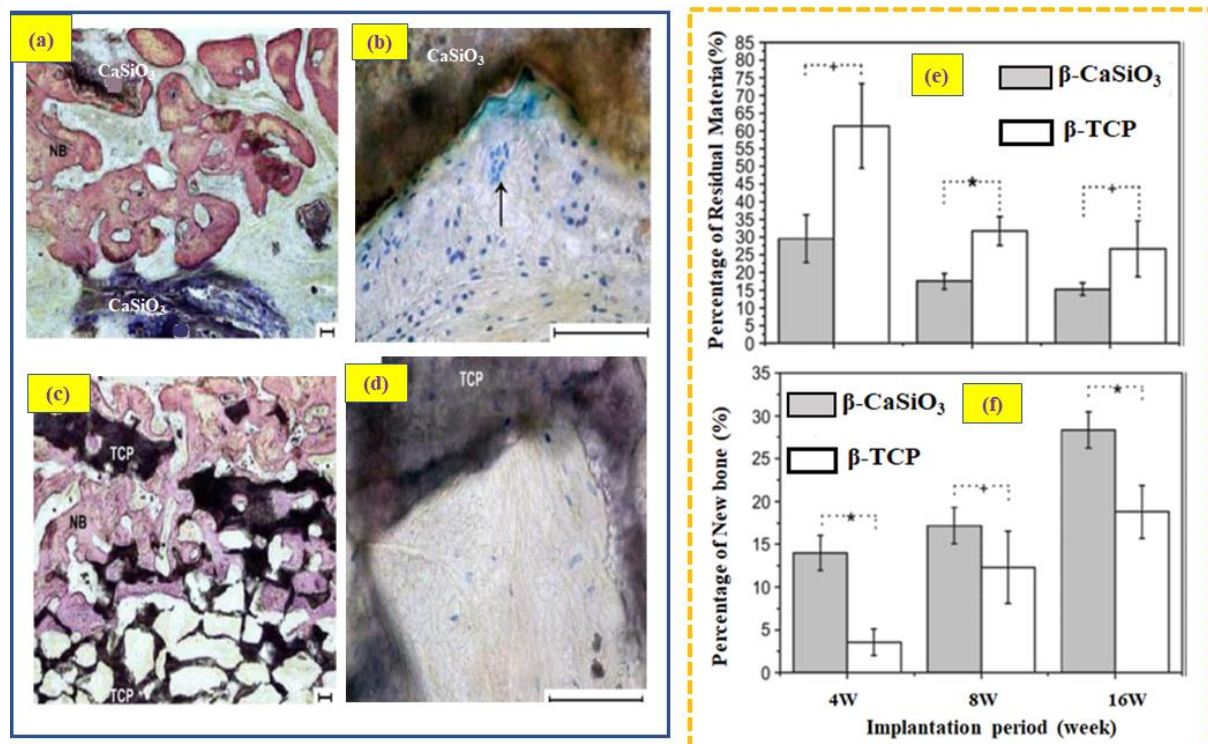 (a)
CaSiO₃
NB
CaSiO₃
(b)
CaSiO₃
(c)
TCP
NB
TCP
(d)
TCP
(e)
Percentage of Residual Material(%)
85
80
75
70
65
60
55
50
45
40
35
30
25
20
15
10
5
0
β-CaSiO₃
β-TCP
+
*
+
(f)
Percentage of New bone (%)
35
30
25
20
15
10
5
0
β-CaSiO₃
β-TCP
*
+
*
4W 8W 16W
Implantation period (week)